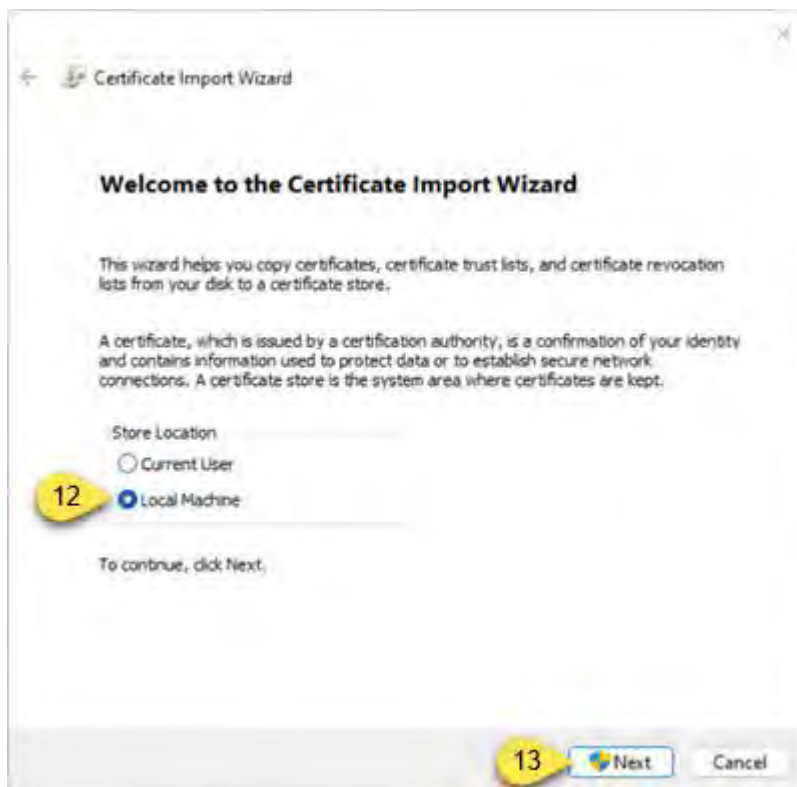 Certificate Import Wizard
Welcome to the Certificate Import Wizard
This wizard helps you copy certificates, certificate trust lists, and certificate revocation
lists from your disk to a certificate store.
A certificate, which is issued by a certification authority, is a confirmation of your identity
and contains information used to protect data or to establish secure network
connections. A certificate store is the system area where certificates are kept.
Store Location
Current User
12 Local Machine
To continue, click Next.
13 Next Cancel